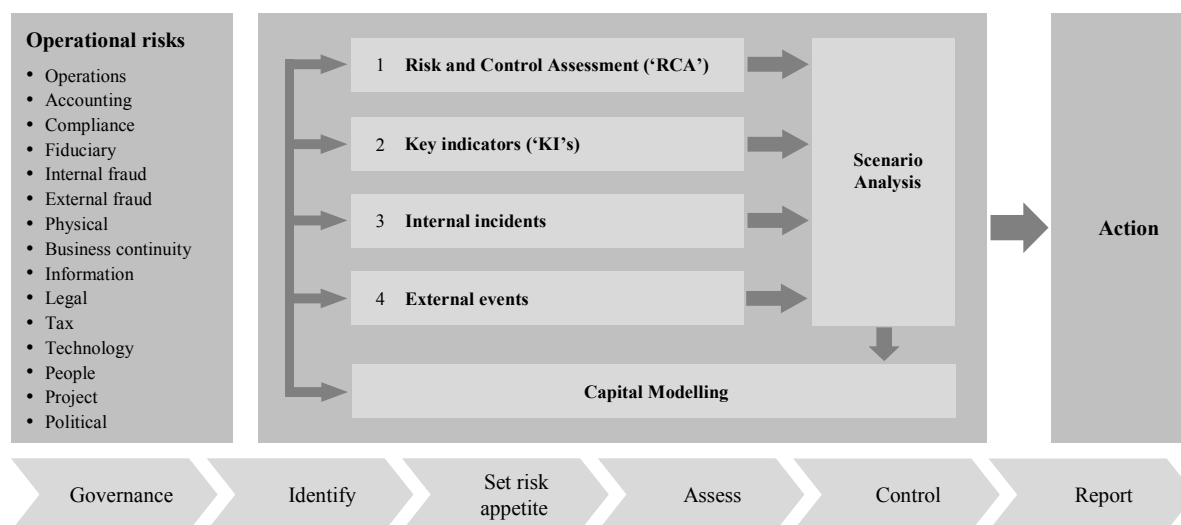 Operational risks
• Operations
• Accounting
• Compliance
• Fiduciary
• Internal fraud
• External fraud
• Physical
• Business continuity
• Information
• Legal
• Tax
• Technology
• People
• Project
• Political
1 Risk and Control Assessment (‘RCA’)
2 Key indicators (‘KI’s)
3 Internal incidents
4 External events
Scenario
Analysis
Capital Modelling
Action
Governance
Identify
Set risk
appetite
Assess
Control
Report